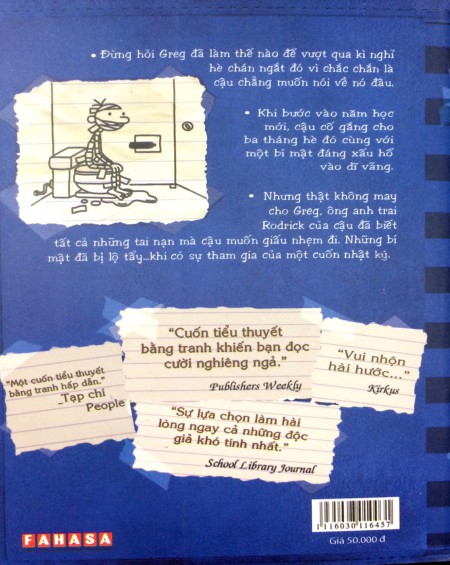 • Đừng hỏi Greg đã làm thế nào để vượt qua kì nghỉ
hè chán ngắt đó vì chắc chắn là
cậu chẳng muốn nói về nó đâu.
• Khi bước vào năm học
mới, cậu cố gắng cho
ba tháng hè đó cùng với
một bí mật đáng xấu hổ
vào dĩ vãng.
• Nhưng thật không may
cho Greg, ông anh trai
Rodrick của cậu đã biết
tất cả những tai nạn mà cậu muốn giấu nhẹm đi. Những bí
mật đã bị lộ tẩy...khi có sự tham gia của một cuốn nhật ký.
“Cuốn tiểu thuyết
bằng tranh khiến bạn đọc
cười nghiêng ngả.”
Publishers Weekly
“Vui nhộn
hài hước...”
Kirkus
“Một cuốn tiểu thuyết
bằng tranh hấp dẫn.”
_Tạp chí
People
“Sự lựa chọn làm hài
lòng ngay cả những độc
giả khó tính nhất.”
School Library Journal
1 116030 116457
Giá 50.000 đ
FAHASA